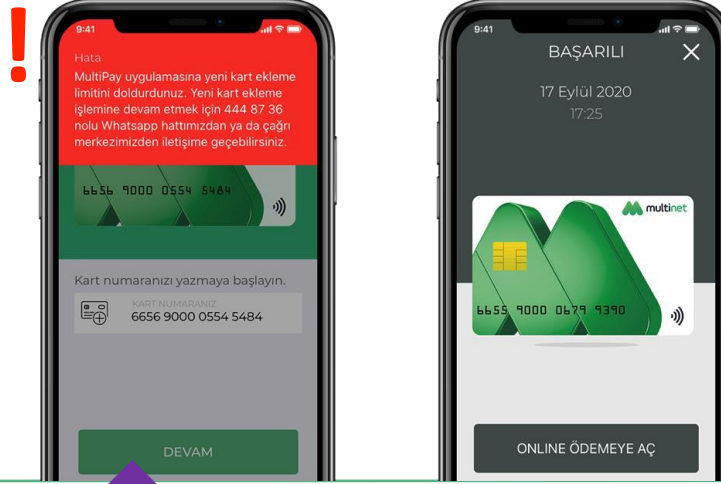 !
9:41
Hata
MultiPay uygulamasına yeni kart ekleme
limitini doldurdunuz. Yeni kart ekleme
işlemine devam etmek için 444 87 36
nolu Whatsapp hattımızdan ya da çağrı
merkezimizden iletişime geçebilirsiniz.
6656 9000 0554 5484
Kart numaranızı yazmaya başlayın.
KART NUMARANIZ
6656 9000 0554 5484
DEVAM
9:41
BAŞARILI
17 Eylül 2020
17:25
multinet
6655 9000 0679 9390
ONLINE ÖDEMEYE AÇ